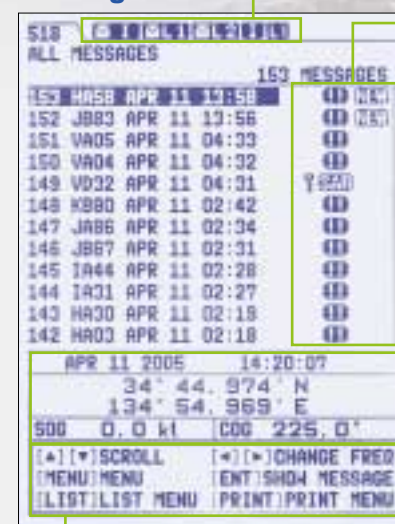 518
ALL MESSAGES
153 MESSAGES
153 HA58 APR 11 13:58
152 JB83 APR 11 13:56
151 VA05 APR 11 04:33
150 VA04 APR 11 04:32
149 VD32 APR 11 04:31
148 KB90 APR 11 02:42
147 JA86 APR 11 02:34
146 JB67 APR 11 02:31
145 IA44 APR 11 02:28
144 IA31 APR 11 02:27
143 HA30 APR 11 02:19
142 HA03 APR 11 02:18
APR 11 2005 14:20:07
34° 44. 974' N
134° 54. 969' E
SOG 0. 0 kt COG 225. 0°
[▲][▼]SCROLL [◄][►]CHANGE FREQ
[MENU]MENU [ENT]SHOW MESSAGE
[LIST]LIST MENU [PRINT]PRINT MENU